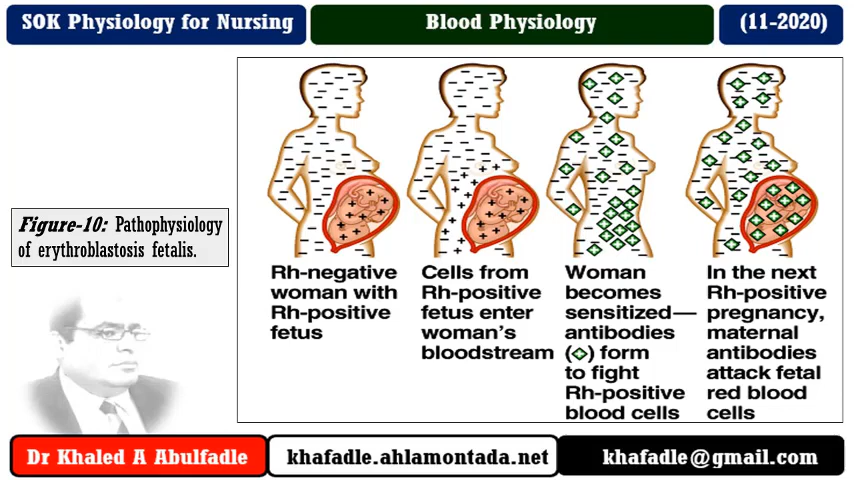 SOK Physiology for Nursing
Blood Physiology
(11-2020)
Figure-10: Pathophysiology
of erythroblastosis fetalis.
Rh-negative
woman with
Rh-positive
fetus
Cells from
Rh-positive
fetus enter
woman's
bloodstream
Woman
becomes
sensitized—
antibodies
( ) form
to fight
Rh-positive
blood cells
In the next
Rh-positive
pregnancy,
maternal
antibodies
attack fetal
red blood
cells
Dr Khaled A Abulfadle
khafadle.ahlamontada.net
khafadle@gmail.com